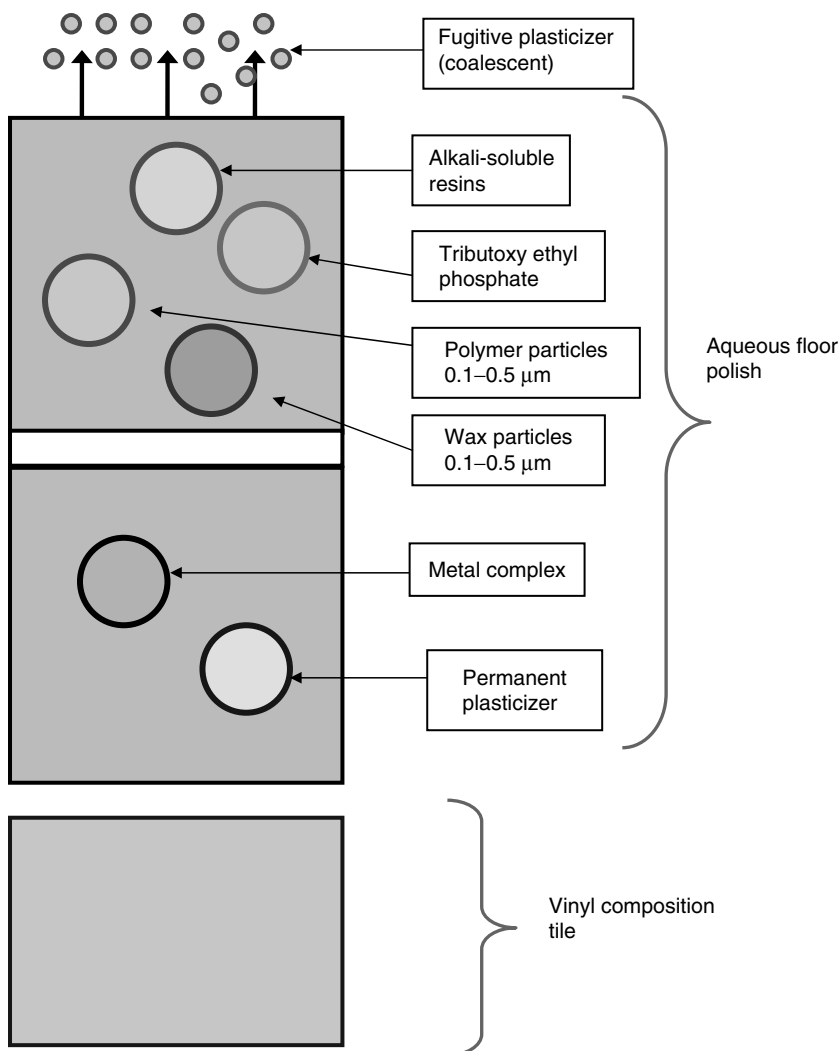 Fugitive plasticizer
(coalescent)
Alkali-soluble
resins
Tributoxy ethyl
phosphate
Polymer particles
0.1–0.5 μm
Aqueous floor
polish
Wax particles
0.1–0.5 μm
Metal complex
Permanent
plasticizer
Vinyl composition
tile